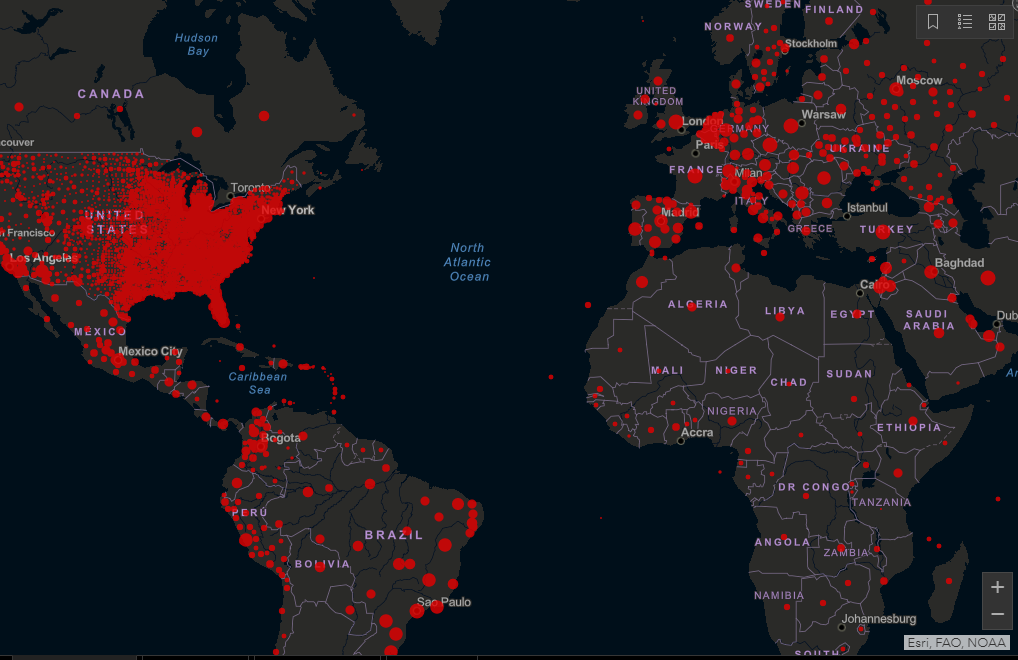 SWEDEN
FINLAND
NORWAY
Hudson
Bay
Stockholm
Moscow
CANADA
UNITED
KINGDOM
London
Warsaw
GERMANY
couver
Paris
UKRAINE
FRANCE
Milan
Toronto
ITALY
New York
Madrid
Istanbul
UNITED
STATES
GREECE
TURKEY
n Francisco
North
Atlantic
Ocean
Los Angeles
Baghdad
Cairo
ALGERIA
LIBYA
EGYPT
SAUDI
ARABIA
Dub
MEXICO
Mexico City
MALI
NIGER
CHAD
SUDAN
Ar
Caribbean
Sea
NIGERIA
Accra
ETHIOPIA
Bogota
DR CONGO
TANZANIA
PERÚ
BRAZIL
ANGOLA
ZAMBIA
BOLIVIA
NAMIBIA
Sao Paulo
Johannesburg
Esri, FAO, NOAA
SOUTH